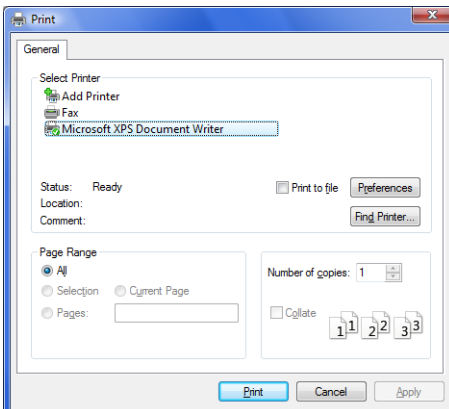 Print
General
Select Printer
Add Printer
Fax
Microsoft XPS Document Writer
Status: Ready
Print to file
Preferences
Location:
Comment:
Find Printer...
Page Range
All
Selection
Current Page
Pages:
Number of copies: 1
Collate
1 1 2 2 3 3
Print
Cancel
Apply